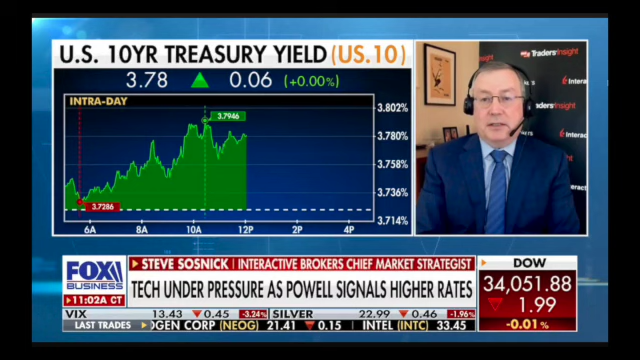 U.S. 10YR TREASURY YIELD (US.10)
3.78 ▲ 0.06 (+0.00%)
INTRA-DAY
3.7946
3.7286
3.802%
3.780%
3.758%
3.736%
3.714%
6A 8A 10A 12P 2P 4P
TradersInsight
Interactive
TradersInsight
Interac
FOX
BUSINESS
11:02A CT
STEVE SOSNICK | INTERACTIVE BROKERS CHIEF MARKET STRATEGIST
TECH UNDER PRESSURE AS POWELL SIGNALS HIGHER RATES
DOW
34,051.88
▼ 1.99
-0.01%
VIX 13.43 ▼0.45 -3.24% SILVER 22.99 ▼0.46 -1.96%
LAST TRADES OGEN CORP (NEOG) 21.41 ▼0.15 INTEL (INTC) 33.45